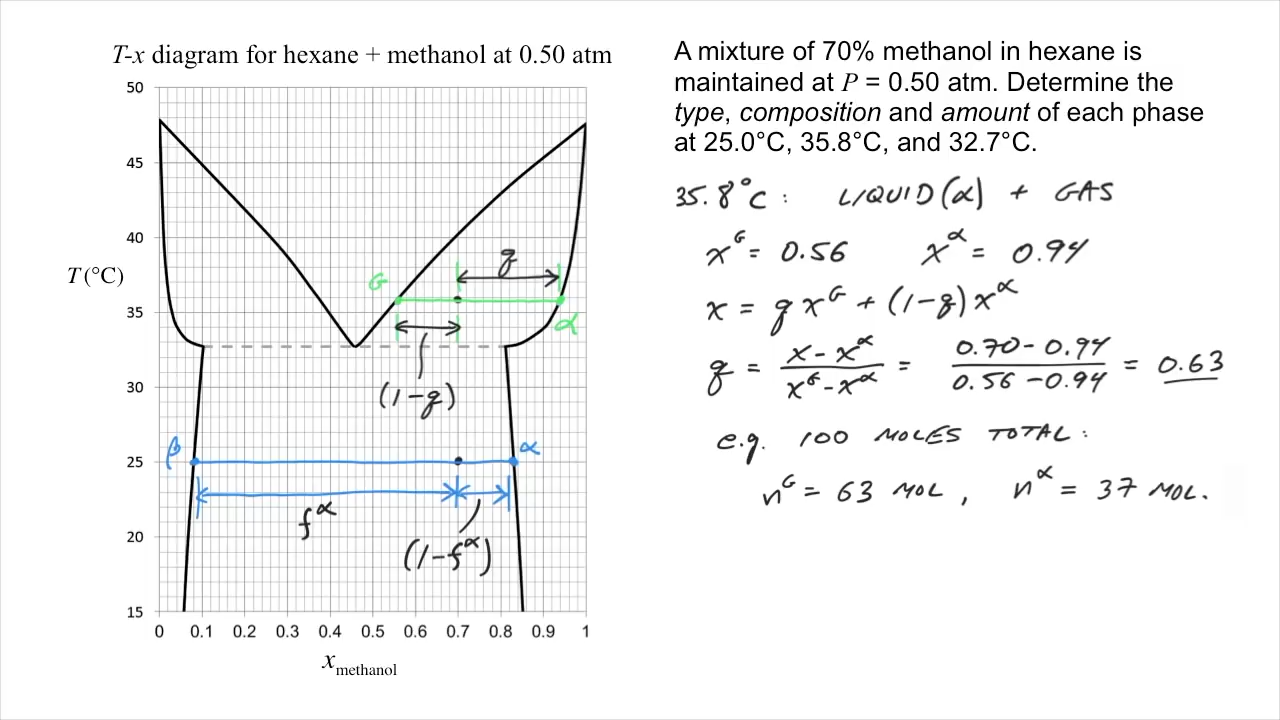 T-x diagram for hexane + methanol at 0.50 atm
50
45
40
35
30
25
20
15
T (°C)
0 0.1 0.2 0.3 0.4 0.5 0.6 0.7 0.8 0.9 1
x methanol
G
g
α
(1-g)
β
α
f^α
(1-f^α)
A mixture of 70% methanol in hexane is
maintained at P = 0.50 atm. Determine the
type, composition and amount of each phase
at 25.0°C, 35.8°C, and 32.7°C.
35.8°C: LIQUID(α) + GAS
x^G = 0.56 x^α = 0.94
x = g x^G + (1-g) x^α
g = (x - x^α) / (x^G - x^α) = (0.70 - 0.94) / (0.56 - 0.94) = 0.63
e.g. 100 MOLES TOTAL:
n^G = 63 MOL, n^α = 37 MOL.